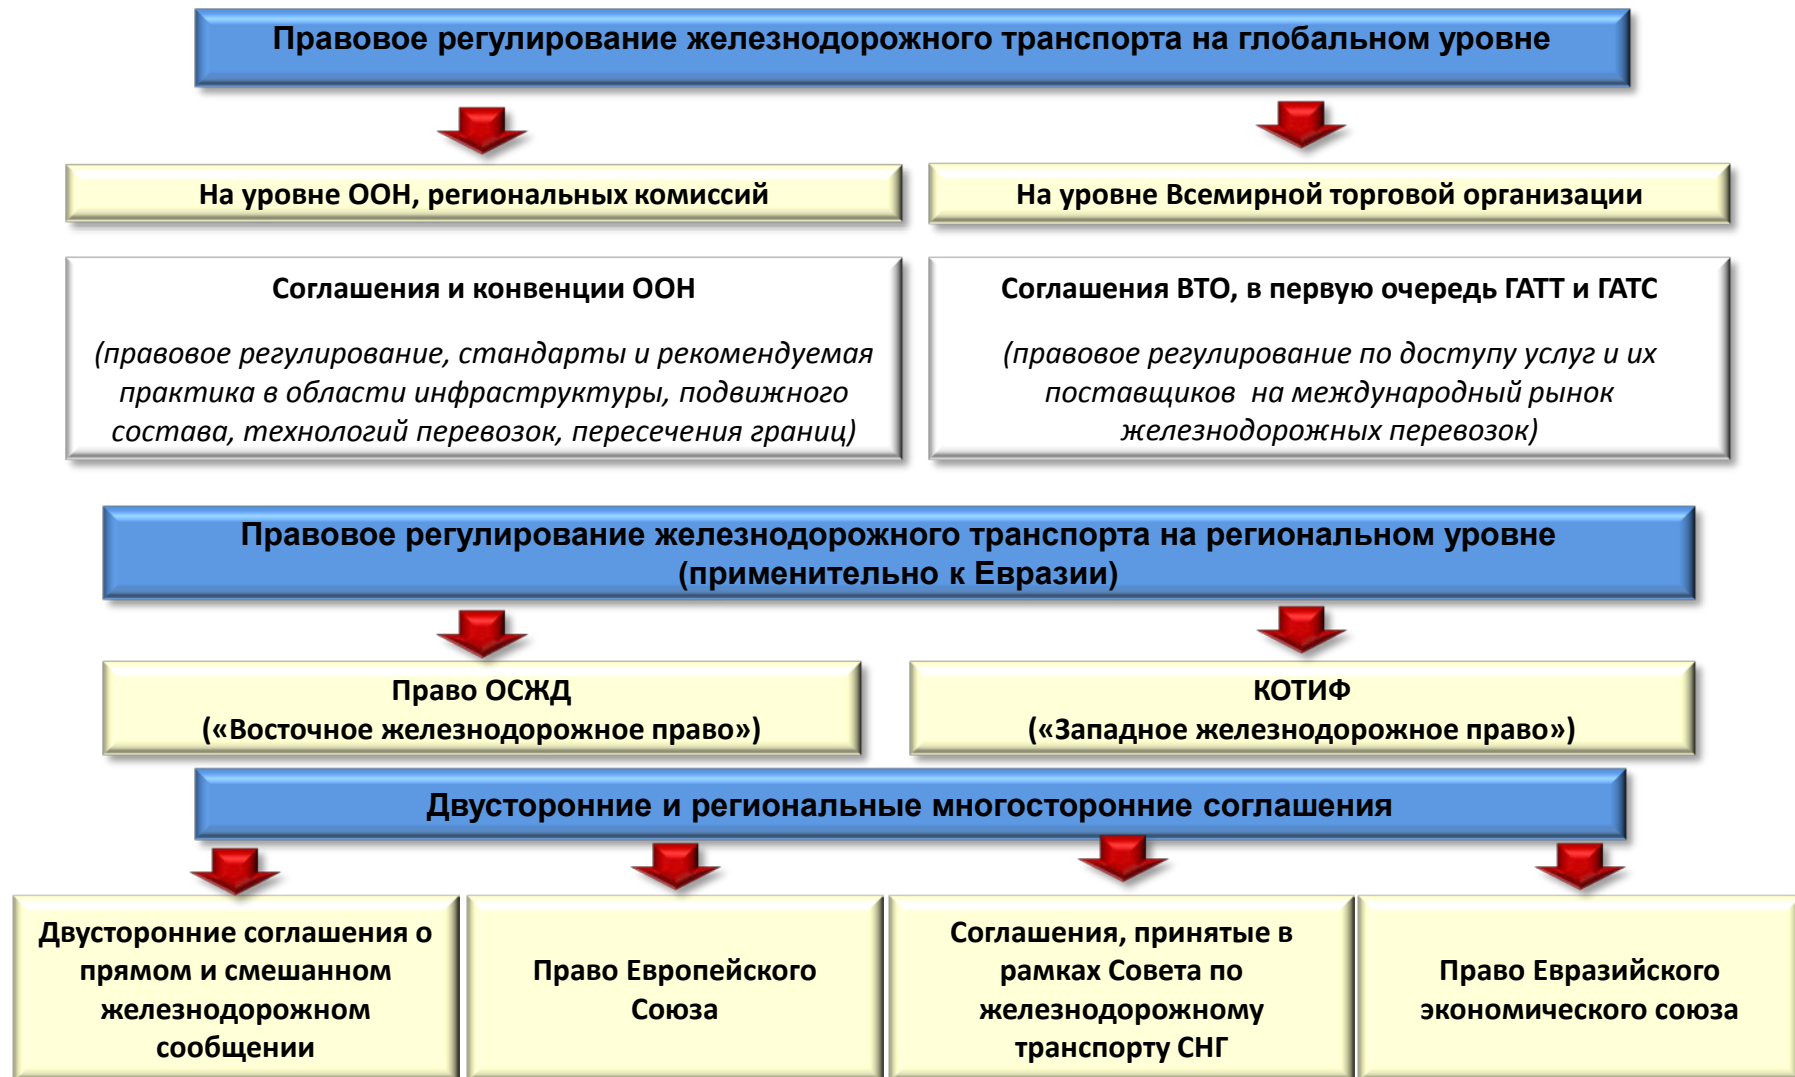 Правовое регулирование железнодорожного транспорта на глобальном уровне
На уровне ООН, региональных комиссий
На уровне Всемирной торговой организации
Соглашения и конвенции ООН
(правовое регулирование, стандарты и рекомендуемая
практика в области инфраструктуры, подвижного
состава, технологий перевозок, пересечения границ)
Соглашения ВТО, в первую очередь ГАТТ и ГАТС
(правовое регулирование по доступу услуг и их
поставщиков на международный рынок
железнодорожных перевозок)
Правовое регулирование железнодорожного транспорта на региональном уровне
(применительно к Евразии)
Право ОСЖД
(«Восточное железнодорожное право»)
КОТИФ
(«Западное железнодорожное право»)
Двусторонние и региональные многосторонние соглашения
Двусторонние соглашения о
прямом и смешанном
железнодорожном
сообщении
Право Европейского
Союза
Соглашения, принятые в
рамках Совета по
железнодорожному
транспорту СНГ
Право Евразийского
экономического союза